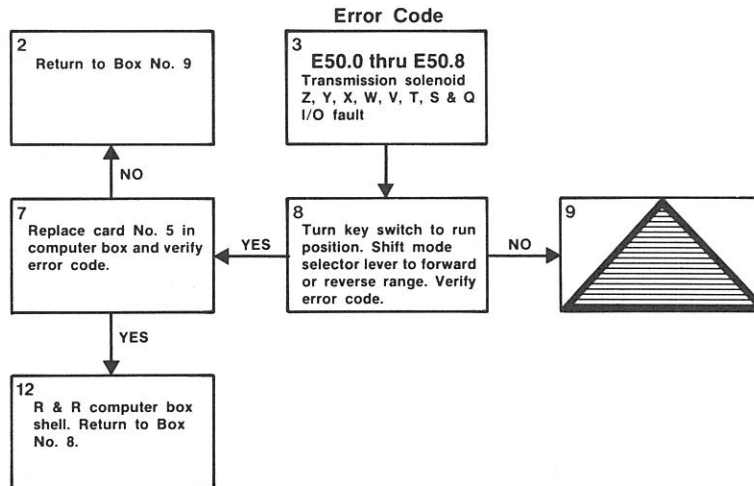 Error Code
2
Return to Box No. 9
3
E50.0 thru E50.8
Transmission solenoid
Z, Y, X, W, V, T, S & Q
I/O fault
NO
7
Replace card No. 5 in
computer box and verify
error code.
YES
8
Turn key switch to run
position. Shift mode
selector lever to forward
or reverse range. Verify
error code.
NO
9
YES
12
R & R computer box
shell. Return to Box
No. 8.